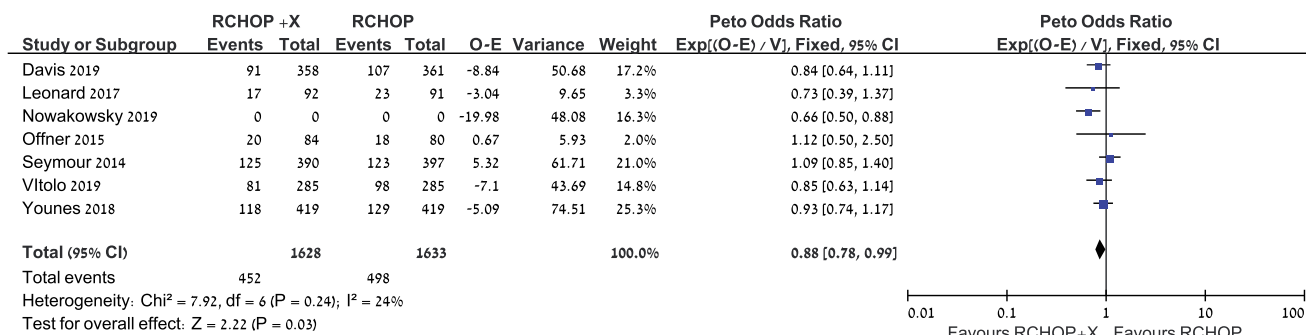 RCHOP +X RCHOP Peto Odds Ratio Peto Odds Ratio
Study or Subgroup Events Total Events Total O-E Variance Weight Exp[(O-E) / V], Fixed, 95% CI Exp[(O-E) / V], Fixed, 95% CI
Davis 2019 91 358 107 361 -8.84 50.68 17.2% 0.84 [0.64, 1.11]
Leonard 2017 17 92 23 91 -3.04 9.65 3.3% 0.73 [0.39, 1.37]
Nowakowsky 2019 0 0 0 0 -19.98 48.08 16.3% 0.66 [0.50, 0.88]
Offner 2015 20 84 18 80 0.67 5.93 2.0% 1.12 [0.50, 2.50]
Seymour 2014 125 390 123 397 5.32 61.71 21.0% 1.09 [0.85, 1.40]
VItolo 2019 81 285 98 285 -7.1 43.69 14.8% 0.85 [0.63, 1.14]
Younes 2018 118 419 129 419 -5.09 74.51 25.3% 0.93 [0.74, 1.17]
Total (95% CI) 1628 1633 100.0% 0.88 [0.78, 0.99]
Total events 452 498
Heterogeneity: Chi² = 7.92, df = 6 (P = 0.24); I² = 24%
Test for overall effect: Z = 2.22 (P = 0.03)
0.01 0.1 1 10 100
Favours RCHOP+X Favours RCHOP